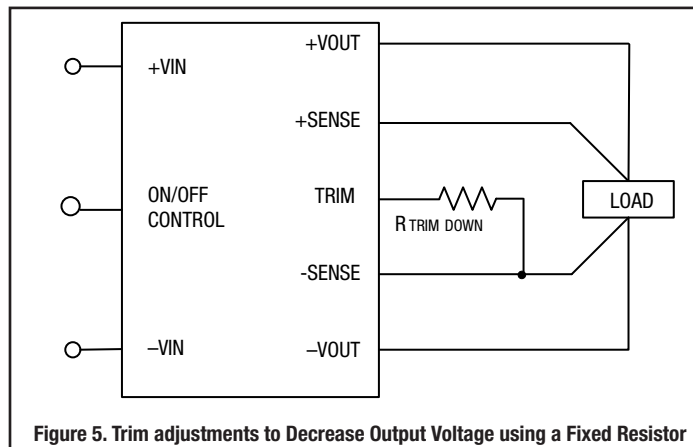 +VOUT
+VIN
+SENSE
ON/OFF
CONTROL
TRIM
LOAD
R TRIM DOWN
-SENSE
–VIN
–VOUT
Figure 5. Trim adjustments to Decrease Output Voltage using a Fixed Resistor